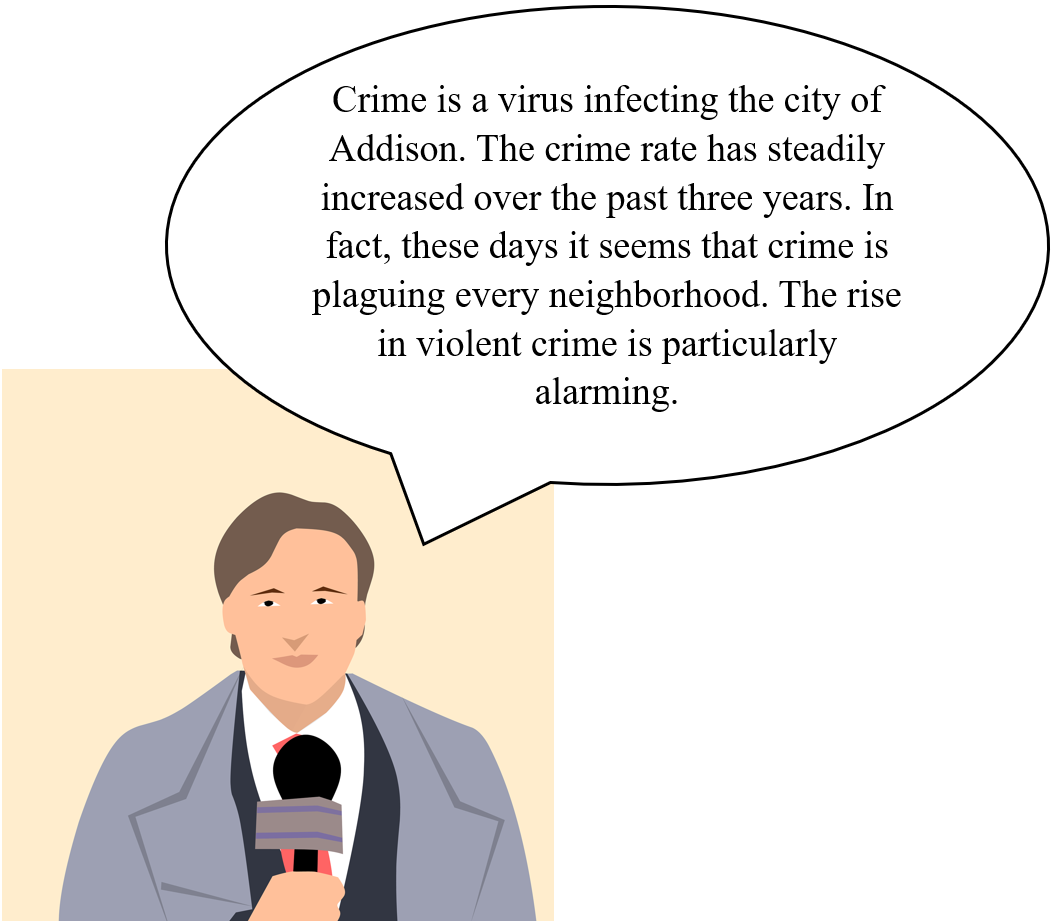 Crime is a virus infecting the city of
Addison. The crime rate has steadily
increased over the past three years. In
fact, these days it seems that crime is
plaguing every neighborhood. The rise
in violent crime is particularly
alarming.